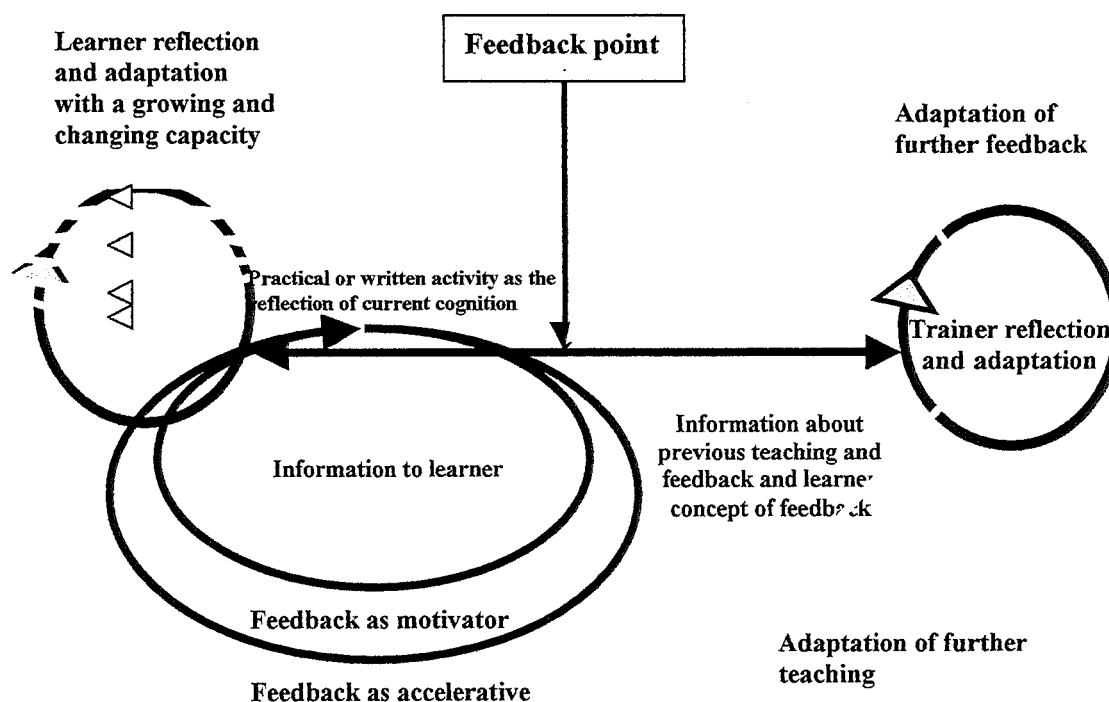 Learner reflection
and adaptation
with a growing and
changing capacity
Feedback point
Adaptation of
further feedback
Practical or written activity as the
reflection of current cognition
Trainer reflection
and adaptation
Information to learner
Information about
previous teaching and
feedback and learner
concept of feedback
Feedback as motivator
Feedback as accelerative
Adaptation of further
teaching